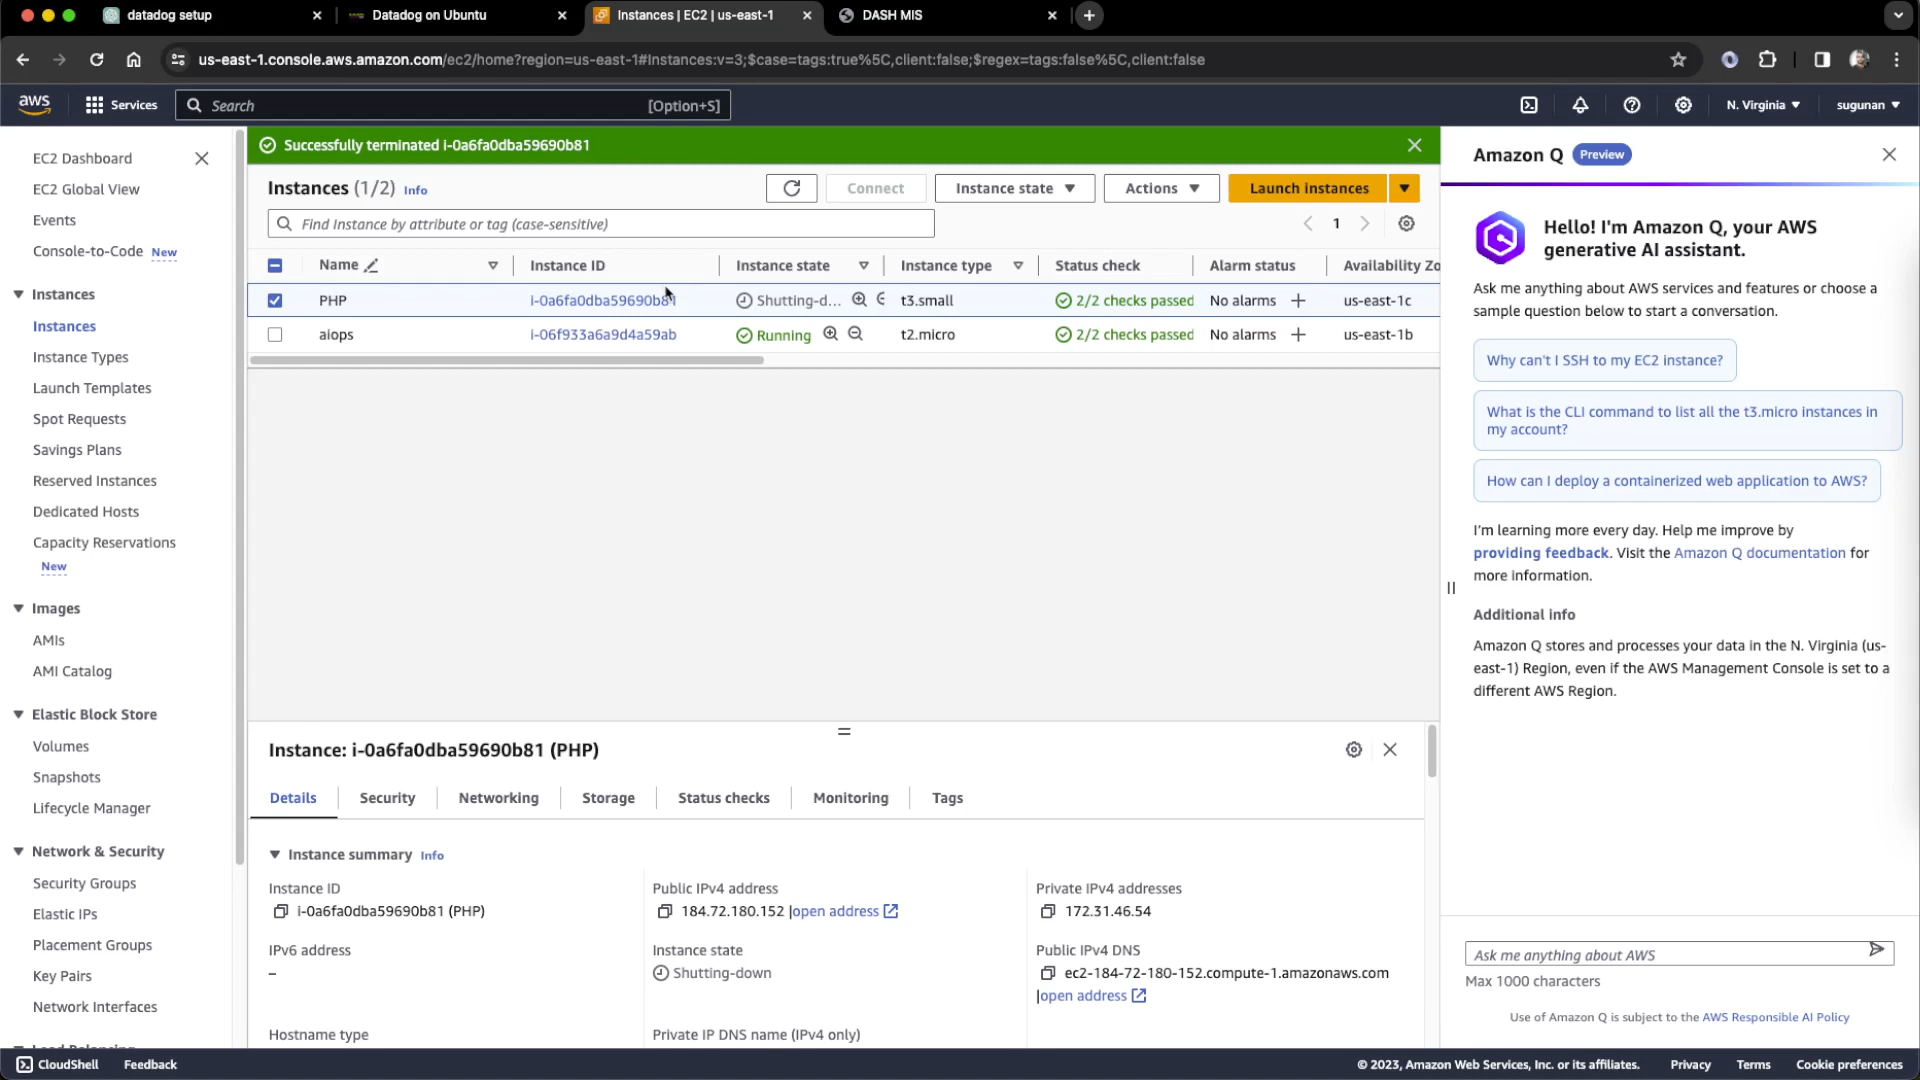 datadog setup
Datadog on Ubuntu
Instances | EC2 | us-east-1
DASH MIS
us-east-1.console.aws.amazon.com/ec2/home?region=us-east-1#Instances:v=3;$case=tags:true%5C,client:false;$regex=tags:false%5C,client:false
aws
Services
Search
[Option+S]
N. Virginia
sugunan
EC2 Dashboard
EC2 Global View
Events
Console-to-Code New
Instances
Instances
Instance Types
Launch Templates
Spot Requests
Savings Plans
Reserved Instances
Dedicated Hosts
Capacity Reservations
New
Images
AMIs
AMI Catalog
Elastic Block Store
Volumes
Snapshots
Lifecycle Manager
Network & Security
Security Groups
Elastic IPs
Placement Groups
Key Pairs
Network Interfaces
Successfully terminated i-0a6fa0dba59690b81
Instances (1/2) Info
Connect
Instance state
Actions
Launch instances
Find Instance by attribute or tag (case-sensitive)
1
Name
Instance ID
Instance state
Instance type
Status check
Alarm status
Availability Zo
PHP
i-0a6fa0dba59690b81
Shutting-d...
t3.small
2/2 checks passed
No alarms
us-east-1c
aiops
i-06f933a6a9d4a59ab
Running
t2.micro
2/2 checks passed
No alarms
us-east-1b
Instance: i-0a6fa0dba59690b81 (PHP)
Details
Security
Networking
Storage
Status checks
Monitoring
Tags
Instance summary Info
Instance ID
i-0a6fa0dba59690b81 (PHP)
Public IPv4 address
184.72.180.152 |open address
Private IPv4 addresses
172.31.46.54
IPv6 address
–
Instance state
Shutting-down
Public IPv4 DNS
ec2-184-72-180-152.compute-1.amazonaws.com
|open address
Hostname type
Private IP DNS name (IPv4 only)
Amazon Q Preview
Hello! I'm Amazon Q, your AWS
generative AI assistant.
Ask me anything about AWS services and features or choose a
sample question below to start a conversation.
Why can't I SSH to my EC2 instance?
What is the CLI command to list all the t3.micro instances in
my account?
How can I deploy a containerized web application to AWS?
I'm learning more every day. Help me improve by
providing feedback. Visit the Amazon Q documentation for
more information.
Additional info
Amazon Q stores and processes your data in the N. Virginia (us-
east-1) Region, even if the AWS Management Console is set to a
different AWS Region.
Ask me anything about AWS
Max 1000 characters
Use of Amazon Q is subject to the AWS Responsible AI Policy
CloudShell
Feedback
© 2023, Amazon Web Services, Inc. or its affiliates.
Privacy
Terms
Cookie preferences